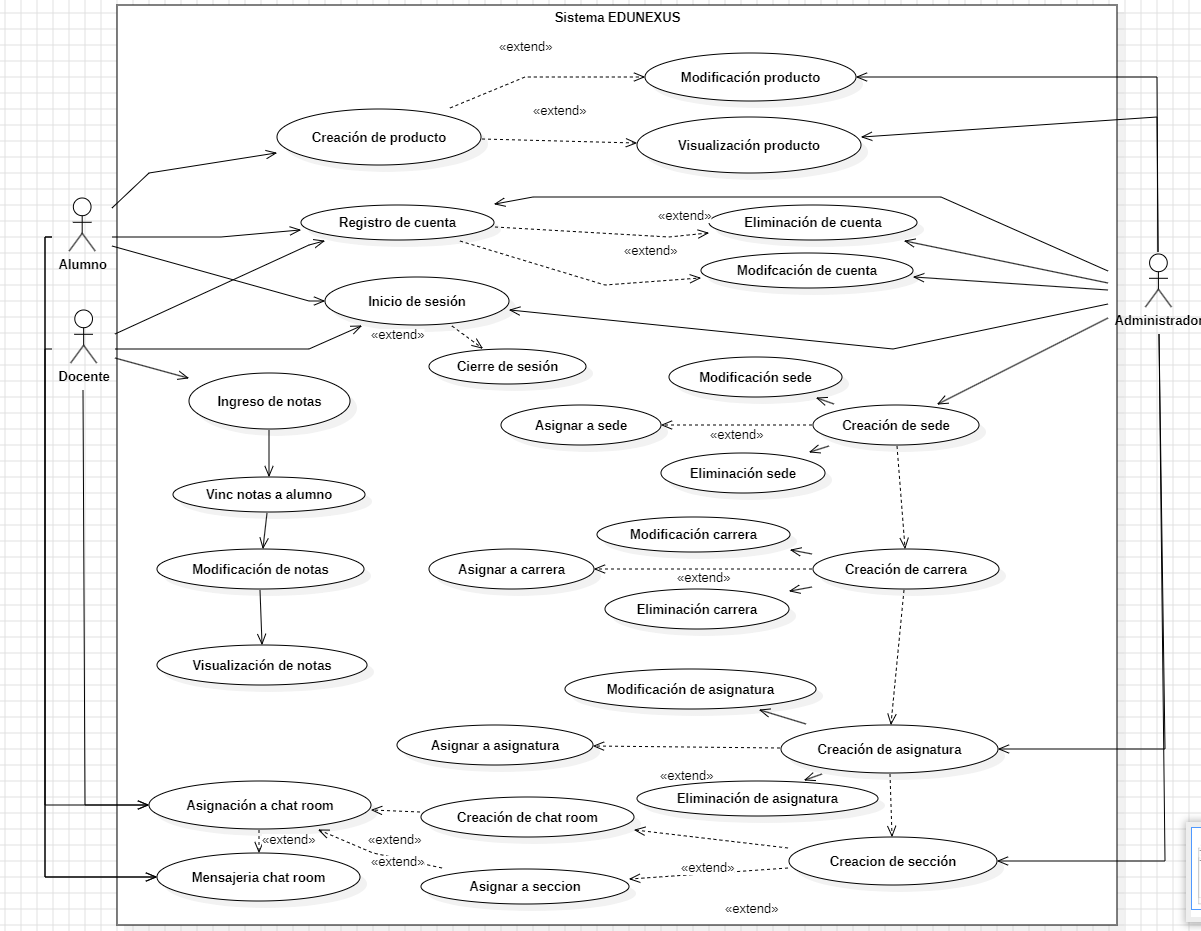 Sistema EDUNEXUS
«extend»
Modificación producto
«extend»
Creación de producto
Visualización producto
Registro de cuenta
«extend»
Eliminación de cuenta
«extend»
Modifcación de cuenta
Alumno
Inicio de sesión
Administrador
«extend»
Cierre de sesión
Docente
Modificación sede
Ingreso de notas
Asignar a sede
«extend»
Creación de sede
Eliminación sede
Vinc notas a alumno
Modificación carrera
Modificación de notas
Asignar a carrera
«extend»
Creación de carrera
Eliminación carrera
Visualización de notas
Modificación de asignatura
Asignar a asignatura
Creación de asignatura
«extend»
Eliminación de asignatura
Asignación a chat room
Creación de chat room
«extend»
«extend»
«extend»
Creacion de sección
«extend»
Mensajeria chat room
Asignar a seccion
«extend»